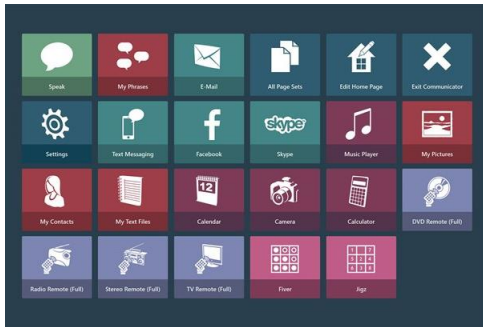 Speak
My Phrases
E-Mail
All Page Sets
Edit Home Page
Exit Communicator
Settings
Text Messaging
f
Facebook
skype
Skype
Music Player
My Pictures
My Contacts
My Text Files
12
Calendar
Camera
Calculator
DVD Remote (Full)
Radio Remote (Full)
Stereo Remote (Full)
TV Remote (Full)
Fiver
Jigz